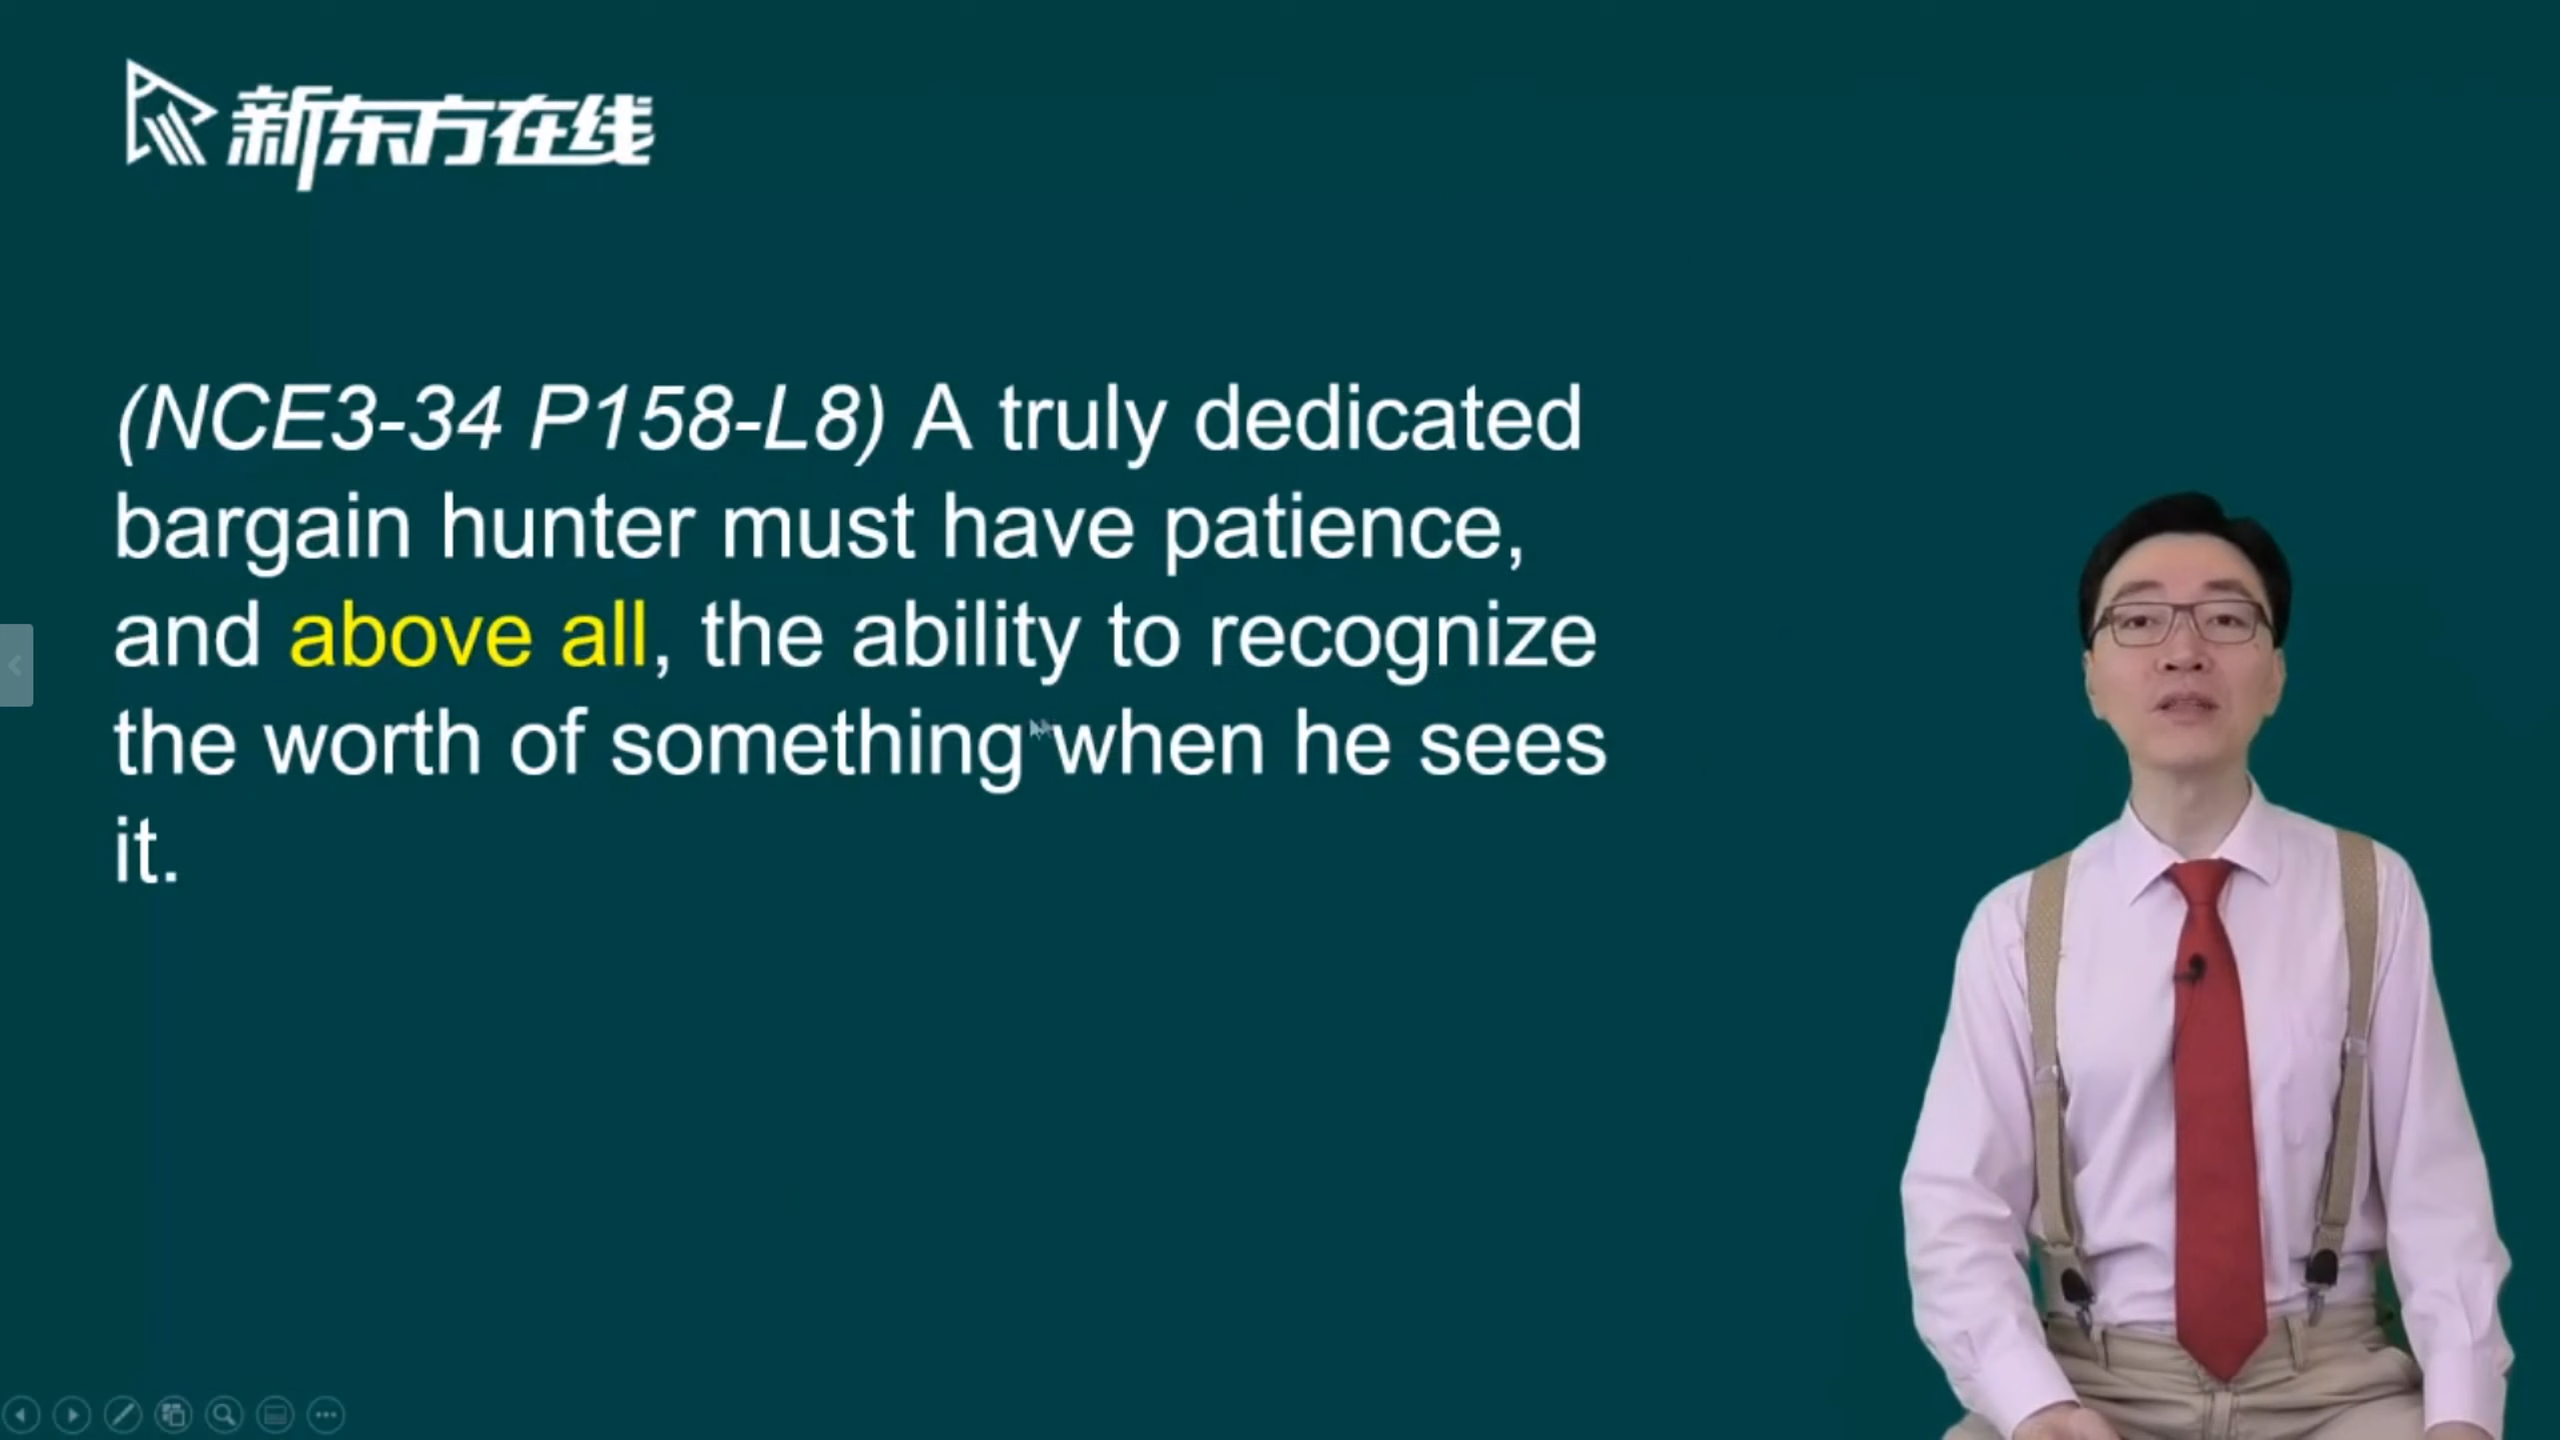 新东方在线
(NCE3-34 P158-L8) A truly dedicated
bargain hunter must have patience,
and above all, the ability to recognize
the worth of something when he sees
it.